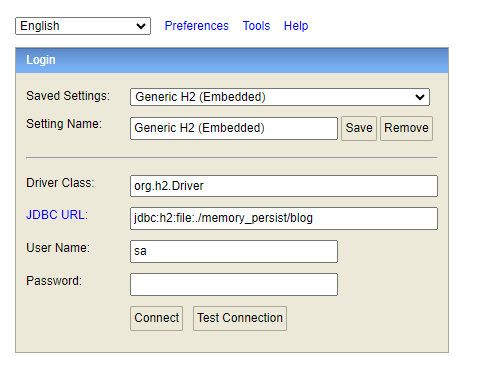 English Preferences Tools Help
Login
Saved Settings: Generic H2 (Embedded)
Setting Name: Generic H2 (Embedded) Save Remove
Driver Class: org.h2.Driver
JDBC URL: jdbc:h2:file:./memory_persist/blog
User Name: sa
Password:
Connect Test Connection